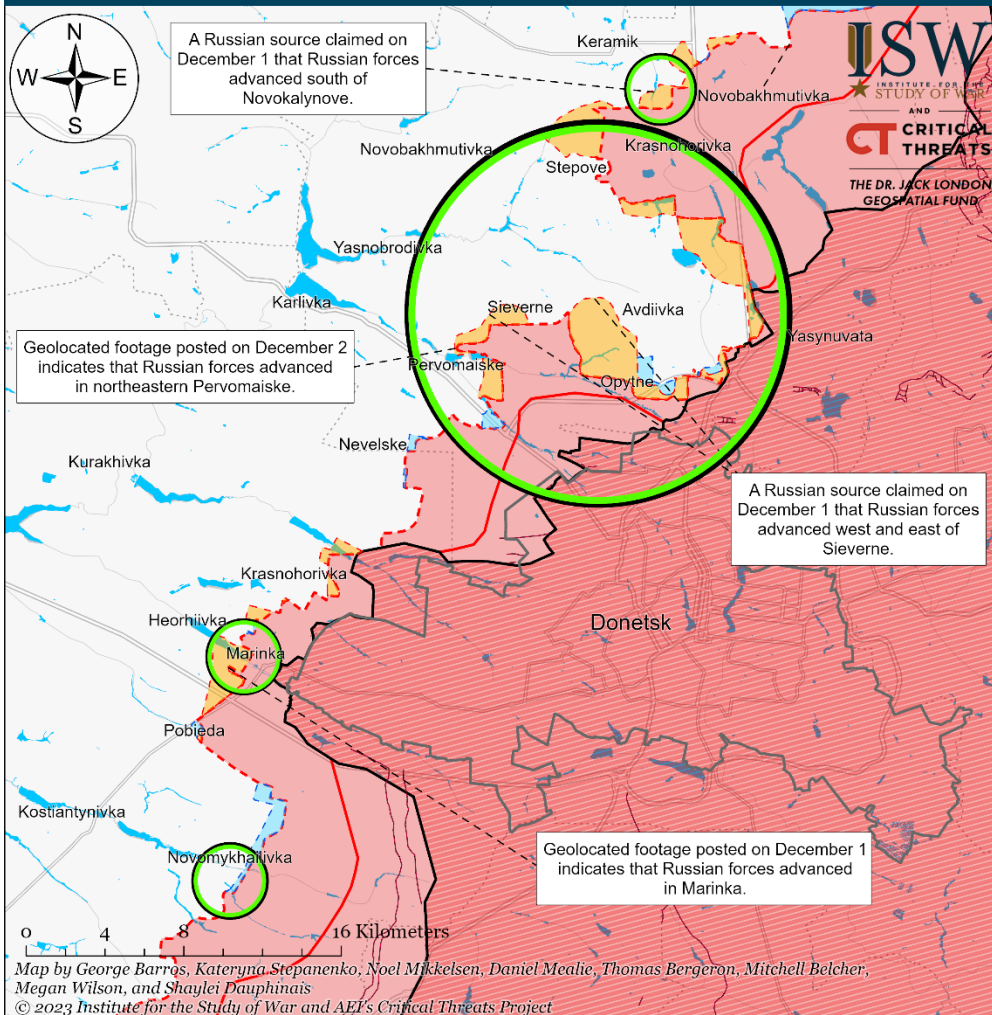 N
W E
S
A Russian source claimed on
December 1 that Russian forces
advanced south of
Novokalynove.
Keramik
ISW
INSTITUTE FOR THE
STUDY OF WAR
AND
CT CRITICAL
THREATS
THE DR. JACK LONDON
GEOSPATIAL FUND
Novobakhmutivka
Krasnohorivka
Novobakhmutivka
Stepove
Yasnobrodivka
Karlivka
Sieverne
Avdiivka
Yasynuvata
Geolocated footage posted on December 2
indicates that Russian forces advanced
in northeastern Pervomaiske.
Pervomaiske
Opytne
Nevelske
Kurakhivka
A Russian source claimed on
December 1 that Russian forces
advanced west and east of
Sieverne.
Krasnohorivka
Heorhiivka
Donetsk
Marinka
Pobieda
Kostiantynivka
Novomykhailivka
Geolocated footage posted on December 1
indicates that Russian forces advanced
in Marinka.
0 4 8 16 Kilometers
Map by George Barros, Kateryna Stepanenko, Noel Mikkelsen, Daniel Mealie, Thomas Bergeron, Mitchell Belcher,
Megan Wilson, and Shaylei Dauphinais
© 2023 Institute for the Study of War and AEI's Critical Threats Project